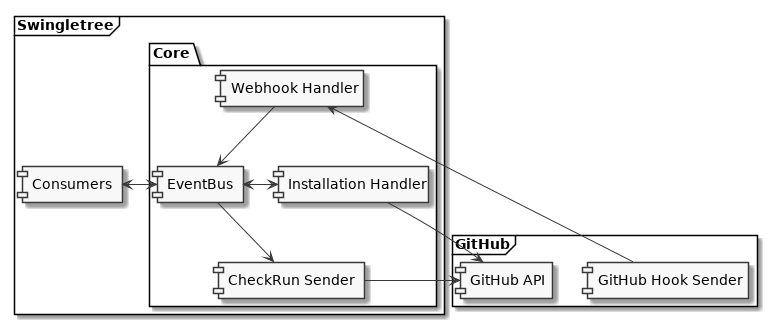 Swingletree
Core
Webhook Handler
Consumers
EventBus
Installation Handler
GitHub
CheckRun Sender
GitHub API
GitHub Hook Sender